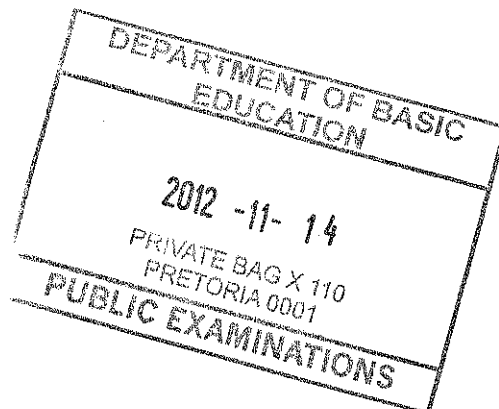 DEPARTMENT OF BASIC
EDUCATION
2012 -11- 14
PRIVATE BAG X 110
PRETORIA 0001
PUBLIC EXAMINATIONS